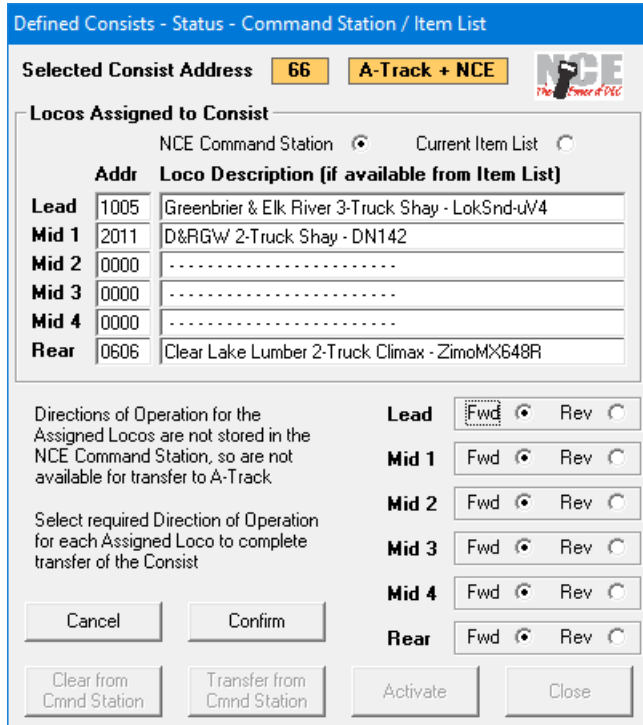 Defined Consists - Status - Command Station / Item List
Selected Consist Address 66 A-Track + NCE
NCE
The Power of DCC
Locos Assigned to Consist
NCE Command Station Current Item List
Addr Loco Description (if available from Item List)
Lead 1005 Greenbrier & Elk River 3-Truck Shay - LokSnd-uV4
Mid 1 2011 D&RGW 2-Truck Shay - DN142
Mid 2 0000 - - - - - - - - - - - - - - - - - - - - - - -
Mid 3 0000 - - - - - - - - - - - - - - - - - - - - - - -
Mid 4 0000 - - - - - - - - - - - - - - - - - - - - - - -
Rear 0606 Clear Lake Lumber 2-Truck Climax - ZimoMX648R
Directions of Operation for the
Assigned Locos are not stored in the
NCE Command Station, so are not
available for transfer to A-Track
Select required Direction of Operation
for each Assigned Loco to complete
transfer of the Consist
Lead Fwd Rev
Mid 1 Fwd Rev
Mid 2 Fwd Rev
Mid 3 Fwd Rev
Mid 4 Fwd Rev
Rear Fwd Rev
Cancel Confirm
Clear from
Cmnd Station
Transfer from
Cmnd Station
Activate
Close